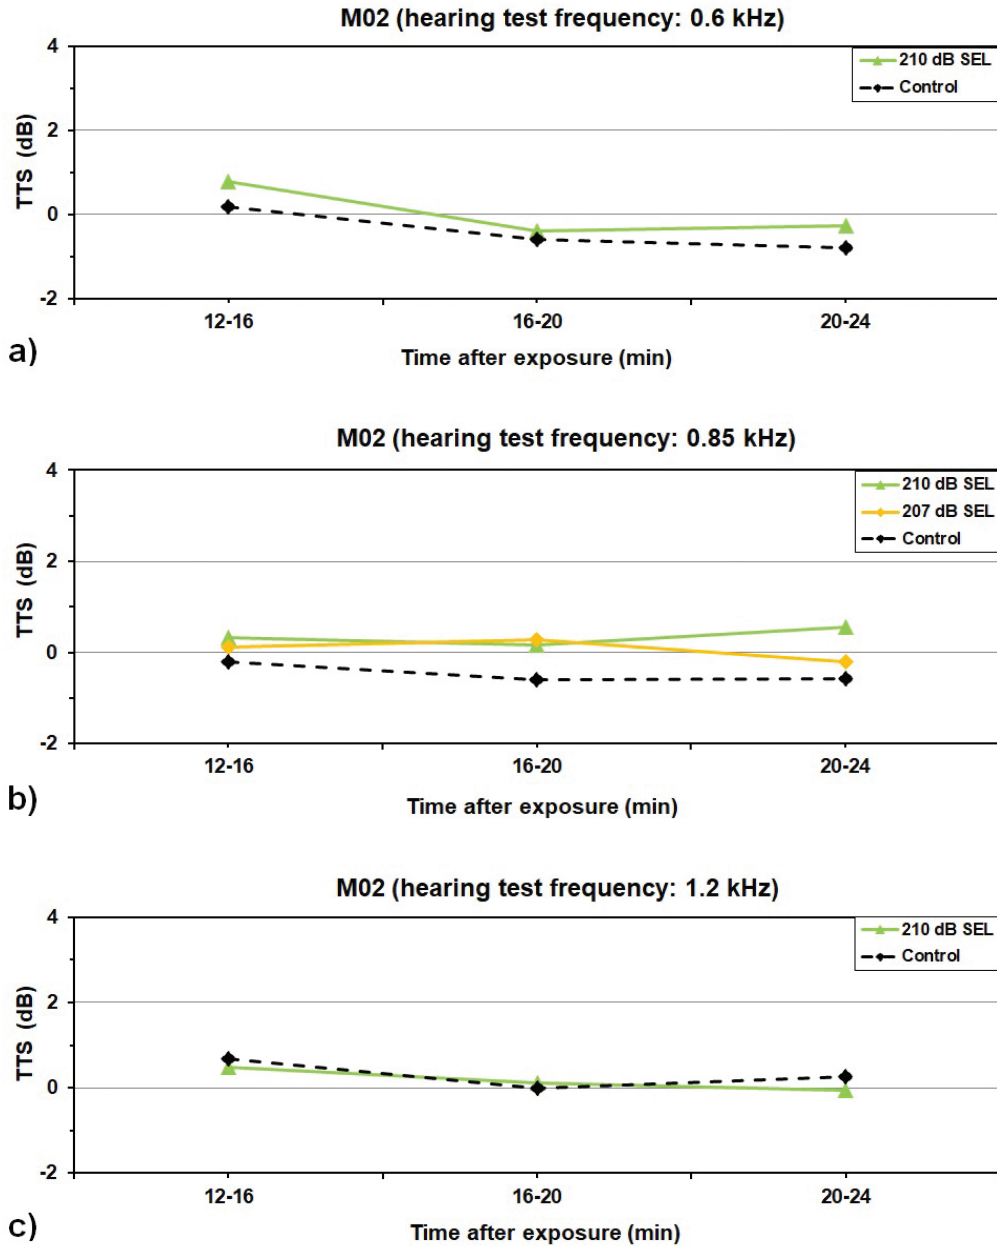 M02 (hearing test frequency: 0.6 kHz)
4
210 dB SEL
Control
2
TTS (dB)
0
-2
12-16
16-20
20-24
Time after exposure (min)
a)
M02 (hearing test frequency: 0.85 kHz)
4
210 dB SEL
207 dB SEL
Control
2
TTS (dB)
0
-2
12-16
16-20
20-24
Time after exposure (min)
b)
M02 (hearing test frequency: 1.2 kHz)
4
210 dB SEL
Control
2
TTS (dB)
0
-2
12-16
16-20
20-24
Time after exposure (min)
c)